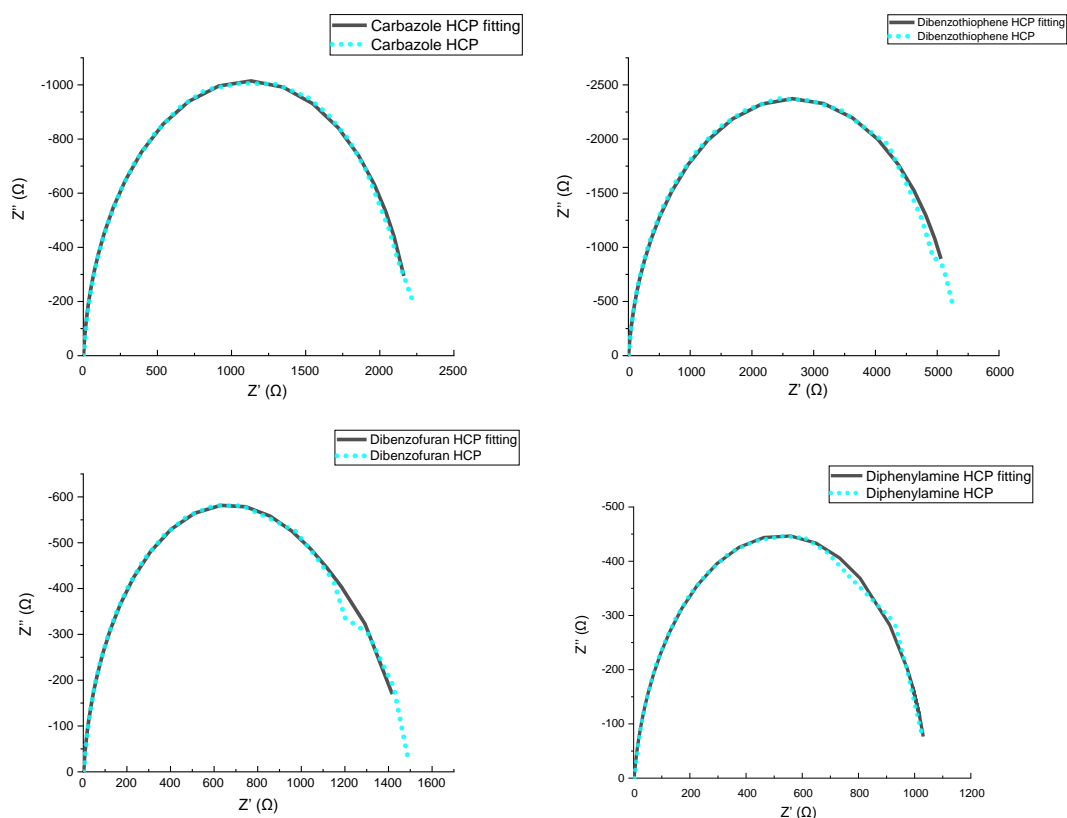 Carbazole HCP fitting
Carbazole HCP
-1000
-800
-600
-400
-200
0
Z'' (Ω)
0 500 1000 1500 2000 2500
Z' (Ω)
Dibenzothiophene HCP fitting
Dibenzothiophene HCP
-2500
-2000
-1500
-1000
-500
0
Z'' (Ω)
0 1000 2000 3000 4000 5000 6000
Z' (Ω)
Dibenzofuran HCP fitting
Dibenzofuran HCP
-600
-500
-400
-300
-200
-100
0
Z'' (Ω)
0 200 400 600 800 1000 1200 1400 1600
Z' (Ω)
Diphenylamine HCP fitting
Diphenylamine HCP
-500
-400
-300
-200
-100
0
Z'' (Ω)
0 200 400 600 800 1000 1200
Z' (Ω)